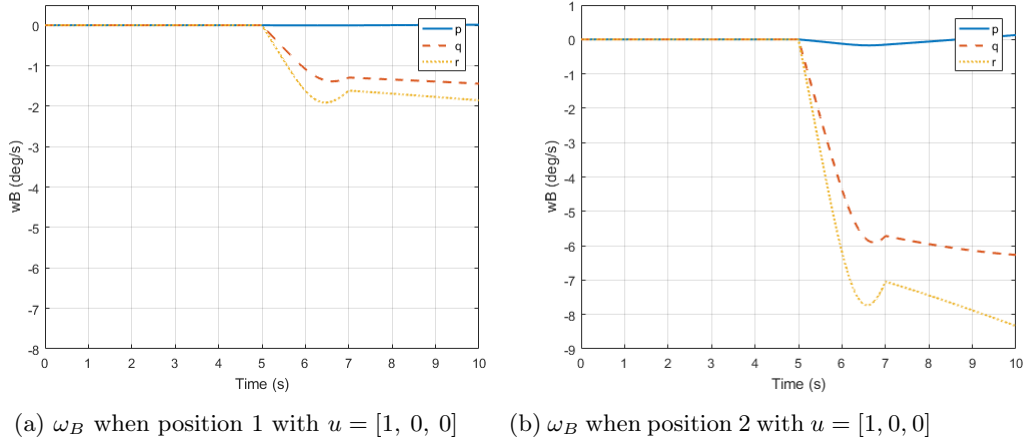 1
0
0
-1
-1
-2
-2
-3
-3
-4
-4
-5
-5
-6
-6
-7
-7
-8
-8
-9
wB (deg/s)
wB (deg/s)
p
q
r
p
q
r
0 1 2 3 4 5 6 7 8 9 10
0 1 2 3 4 5 6 7 8 9 10
Time (s)
Time (s)
(a) ω_B when position 1 with u = [1, 0, 0]
(b) ω_B when position 2 with u = [1, 0, 0]